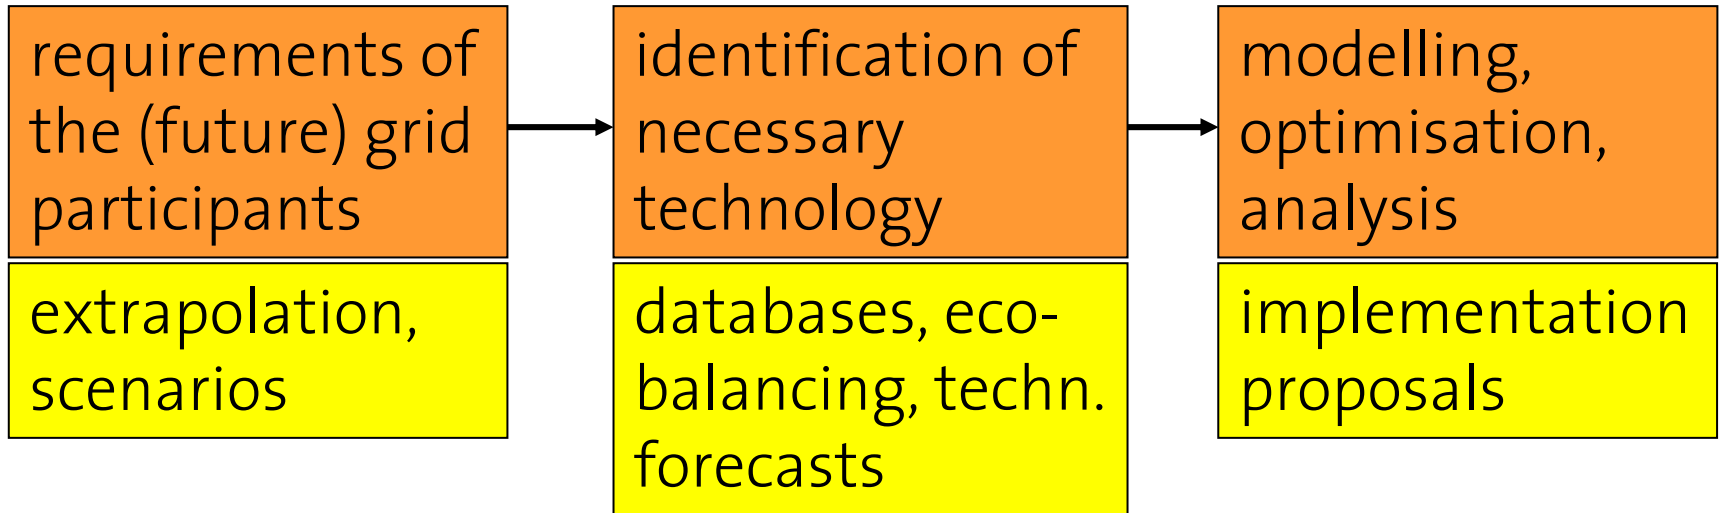 requirements of
the (future) grid
participants
extrapolation,
scenarios
identification of
necessary
technology
databases, eco-
balancing, techn.
forecasts
modelling,
optimisation,
analysis
implementation
proposals